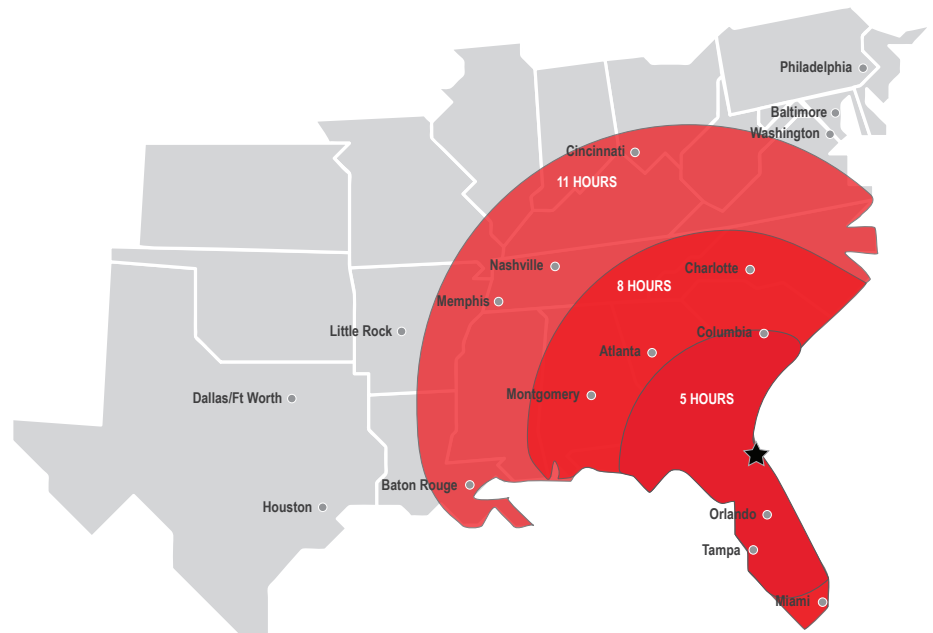 Philadelphia
Baltimore
Washington
Cincinnati
11 HOURS
Nashville
Charlotte
8 HOURS
Memphis
Little Rock
Columbia
Atlanta
Dallas/Ft Worth
Montgomery
5 HOURS
Baton Rouge
Houston
Orlando
Tampa
Miami